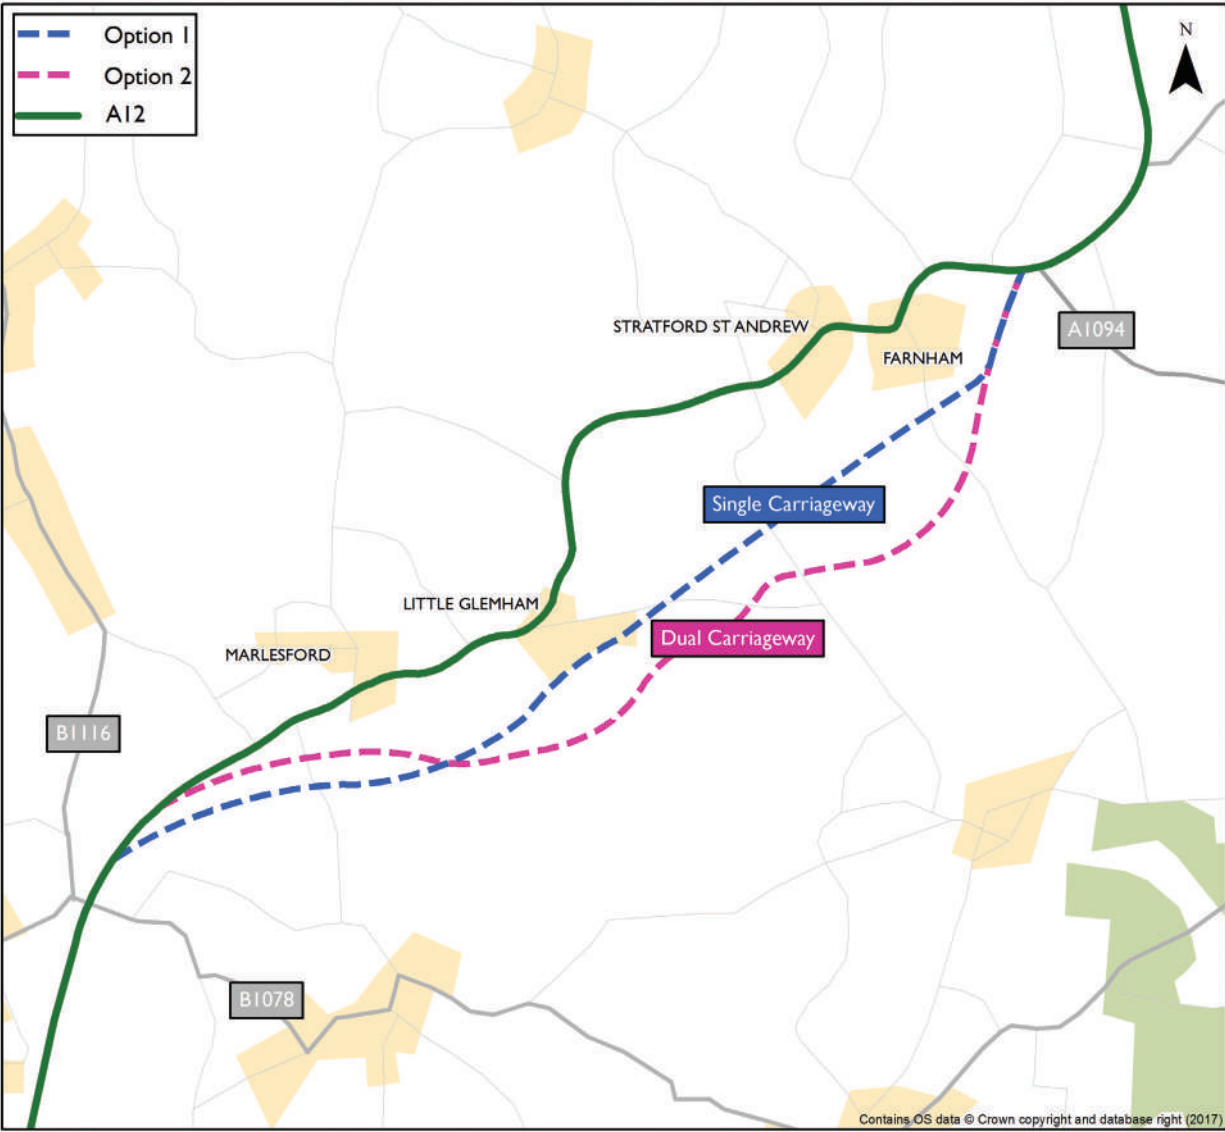 Option 1
Option 2
A12
N
STRATFORD ST ANDREW
A1094
FARNHAM
Single Carriageway
LITTLE GLEMHAM
Dual Carriageway
MARLESFORD
B1116
B1078
Contains OS data © Crown copyright and database right (2017)